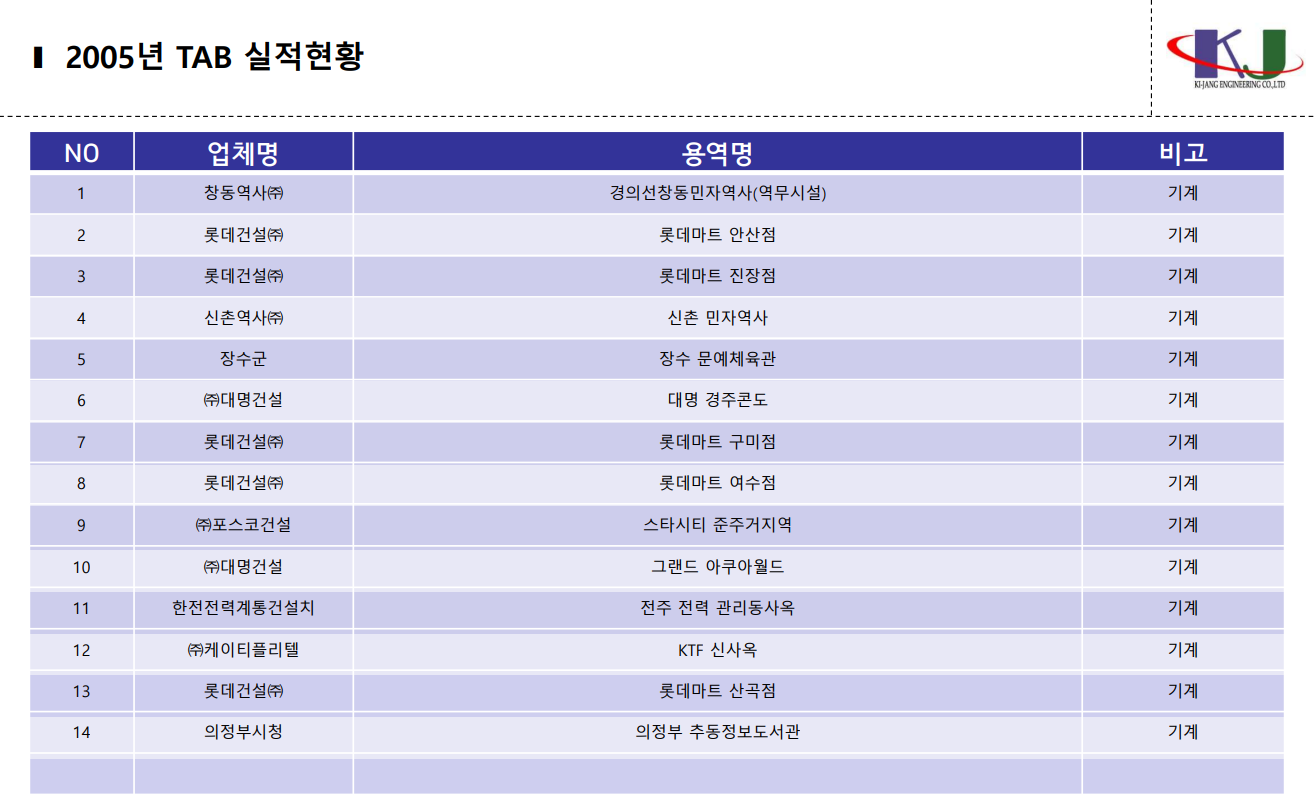 2005년 TAB 실적현황
KJ
KI-JANG ENGINEERING CO.,LTD
NO 업체명 용역명 비고
1 창동역사㈜ 경의선창동민자역사(역무시설) 기계
2 롯데건설㈜ 롯데마트 안산점 기계
3 롯데건설㈜ 롯데마트 진장점 기계
4 신촌역사㈜ 신촌 민자역사 기계
5 장수군 장수 문예체육관 기계
6 ㈜대명건설 대명 경주콘도 기계
7 롯데건설㈜ 롯데마트 구미점 기계
8 롯데건설㈜ 롯데마트 여수점 기계
9 ㈜포스코건설 스타시티 준주거지역 기계
10 ㈜대명건설 그랜드 아쿠아월드 기계
11 한전전력계통건설치 전주 전력 관리동사옥 기계
12 ㈜케이티플리텔 KTF 신사옥 기계
13 롯데건설㈜ 롯데마트 산곡점 기계
14 의정부시청 의정부 추동정보도서관 기계